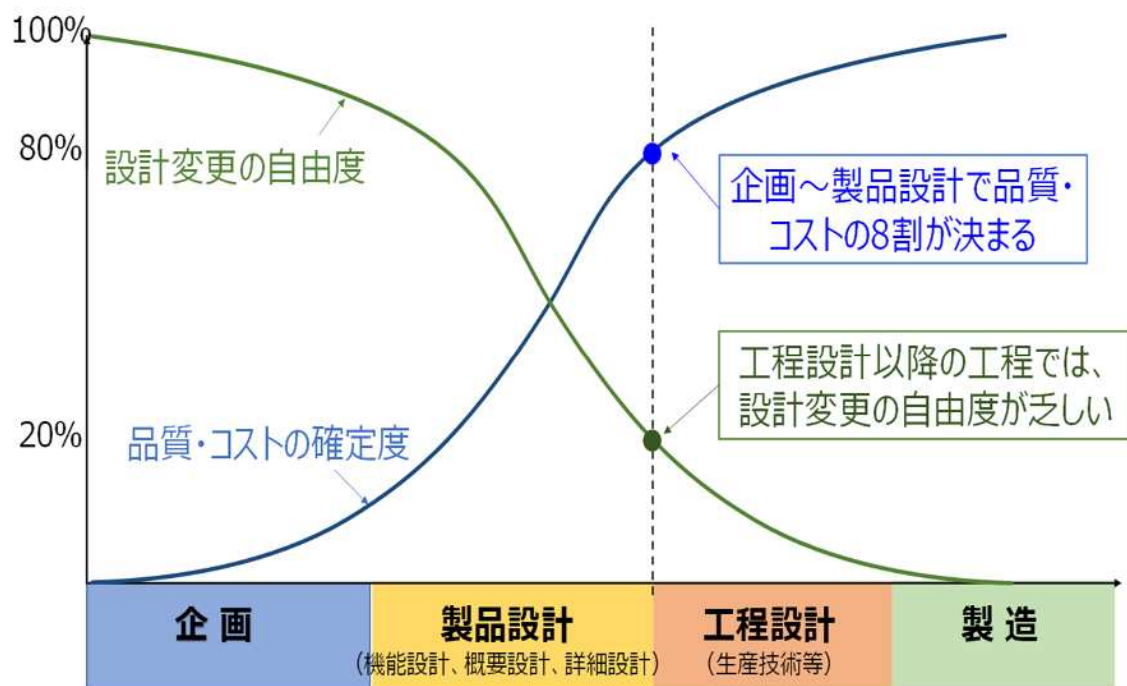 100%
80%
20%
設計変更の自由度
品質・コストの確定度
企画～製品設計で品質・
コストの8割が決まる
工程設計以降の工程では、
設計変更の自由度が乏しい
企 画
製品設計
(機能設計、概要設計、詳細設計)
工程設計
(生産技術等)
製 造